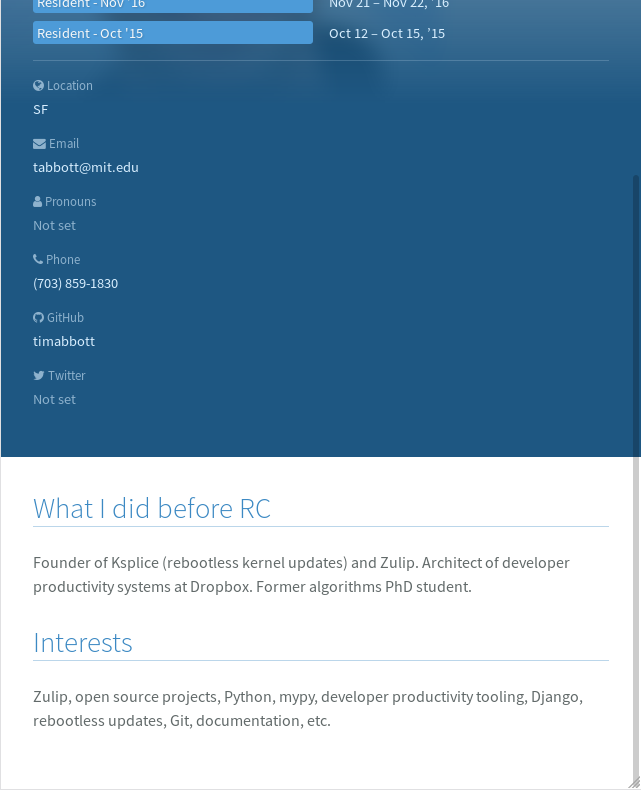 Resident - Nov '16
Nov 21 – Nov 22, '16
Resident - Oct '15
Oct 12 – Oct 15, '15
Location
SF
Email
tabbott@mit.edu
Pronouns
Not set
Phone
(703) 859-1830
GitHub
timabbott
Twitter
Not set
What I did before RC
Founder of Ksplice (rebootless kernel updates) and Zulip. Architect of developer
productivity systems at Dropbox. Former algorithms PhD student.
Interests
Zulip, open source projects, Python, mypy, developer productivity tooling, Django,
rebootless updates, Git, documentation, etc.